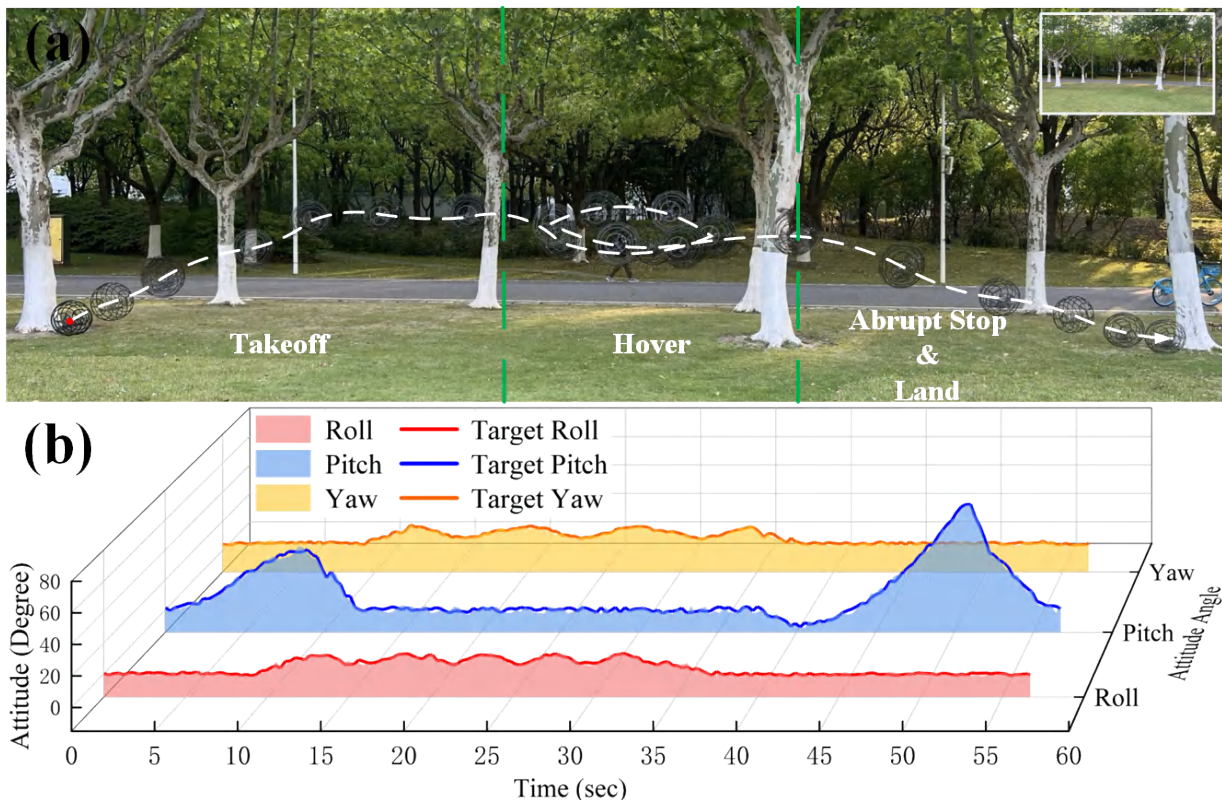 (a)
Takeoff
Hover
Abrupt Stop
&
Land
(b)
Roll Target Roll
Pitch Target Pitch
Yaw Target Yaw
80
60
40
20
0
Attitude (Degree)
Yaw
Pitch
Roll
Attitude Angle
0 5 10 15 20 25 30 35 40 45 50 55 60
Time (sec)